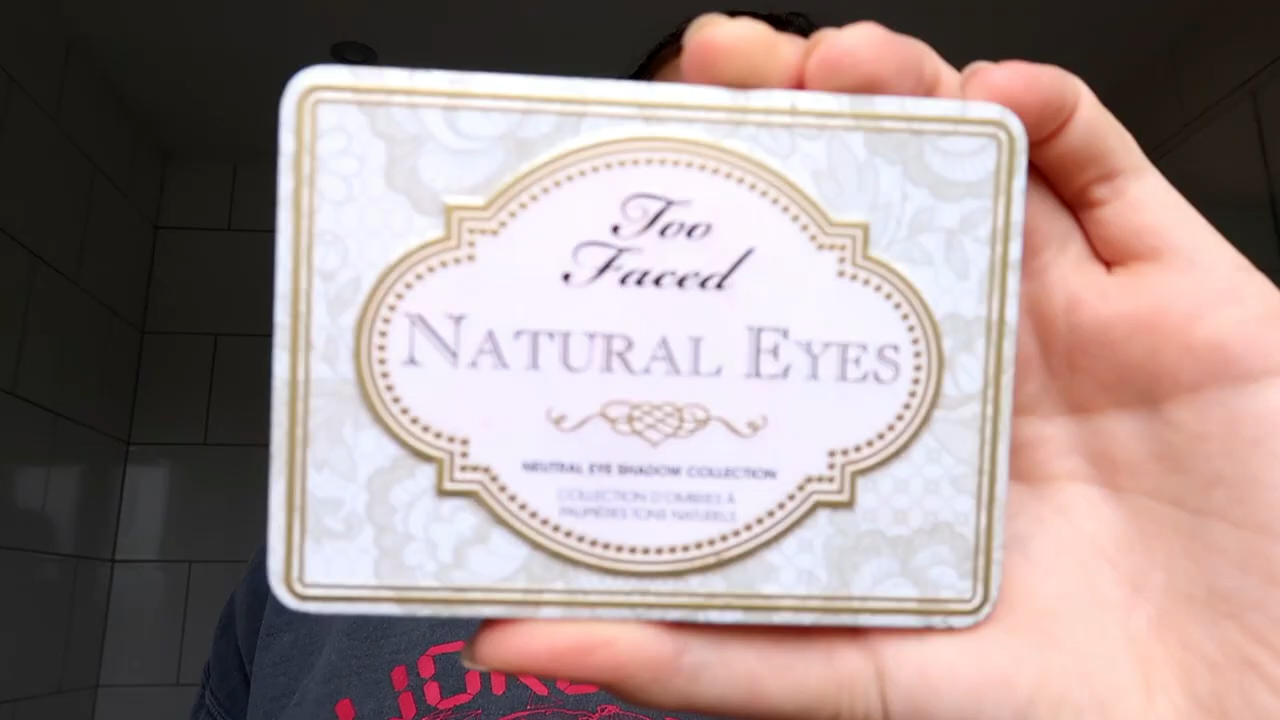 Too
Faced
NATURAL EYES
NEUTRAL EYE SHADOW COLLECTION
COLLECTION D'OMBRES À
PAUPIÈRES TONS NATURELS